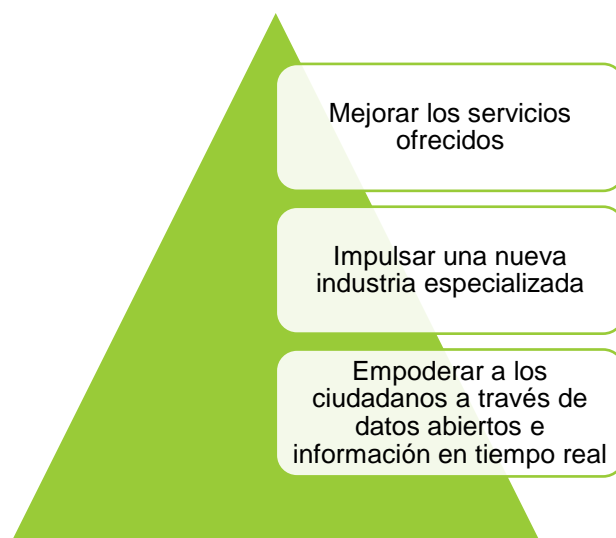 Mejorar los servicios
ofrecidos
Impulsar una nueva
industria especializada
Empoderar a los
ciudadanos a través de
datos abiertos e
información en tiempo real